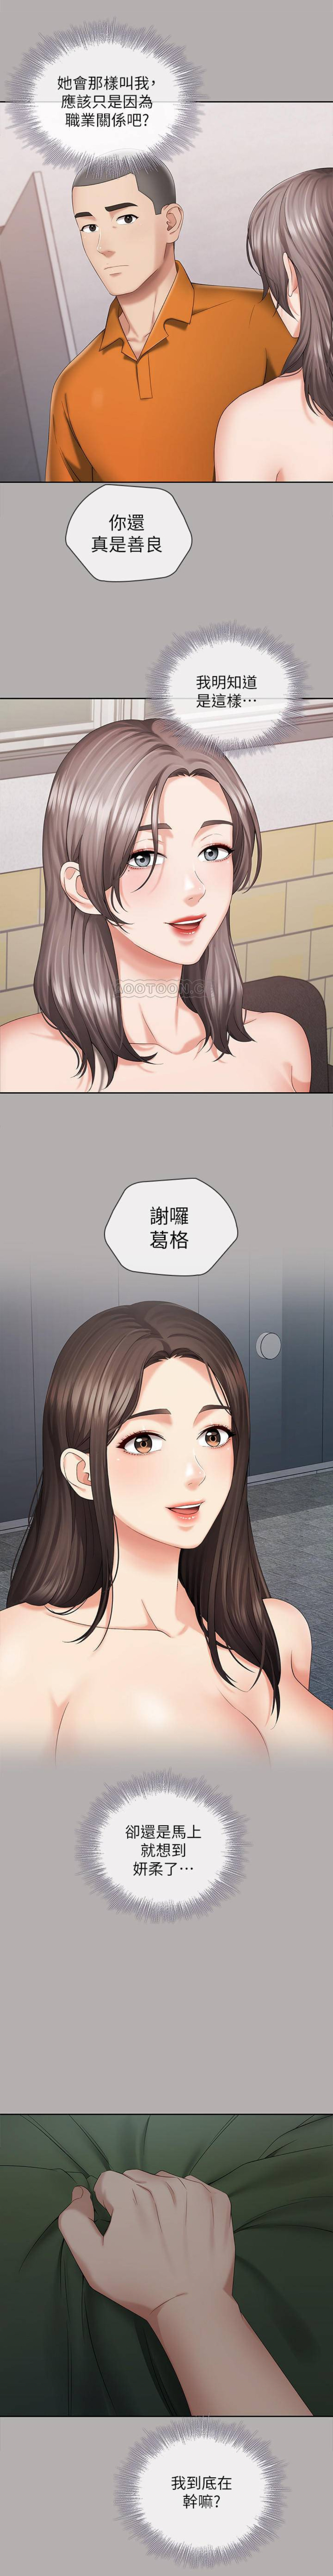 她會那樣叫我,
應該只是因為
職業關係吧?
你還
真是善良
我明知道
是這樣…
謝囉
葛格
卻還是馬上
就想到
妍柔了…
我到底在
幹嘛?